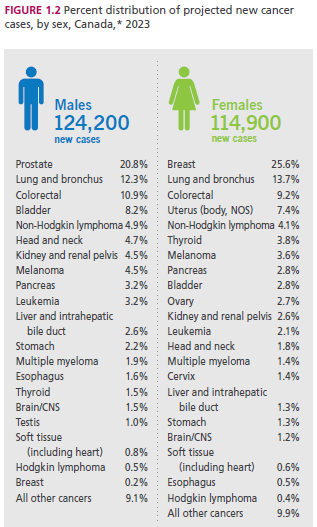 FIGURE 1.2 Percent distribution of projected new cancer
cases, by sex, Canada,* 2023
Males
124,200
new cases
Prostate 20.8%
Lung and bronchus 12.3%
Colorectal 10.9%
Bladder 8.2%
Non-Hodgkin lymphoma 4.9%
Head and neck 4.7%
Kidney and renal pelvis 4.5%
Melanoma 4.5%
Pancreas 3.2%
Leukemia 3.2%
Liver and intrahepatic
bile duct 2.6%
Stomach 2.2%
Multiple myeloma 1.9%
Esophagus 1.6%
Thyroid 1.5%
Brain/CNS 1.5%
Testis 1.0%
Soft tissue
(including heart) 0.8%
Hodgkin lymphoma 0.5%
Breast 0.2%
All other cancers 9.1%
Females
114,900
new cases
Breast 25.6%
Lung and bronchus 13.7%
Colorectal 9.2%
Uterus (body, NOS) 7.4%
Non-Hodgkin lymphoma 4.1%
Thyroid 3.8%
Melanoma 3.6%
Pancreas 2.8%
Bladder 2.8%
Ovary 2.7%
Kidney and renal pelvis 2.6%
Leukemia 2.1%
Head and neck 1.8%
Multiple myeloma 1.4%
Cervix 1.4%
Liver and intrahepatic
bile duct 1.3%
Stomach 1.3%
Brain/CNS 1.2%
Soft tissue
(including heart) 0.6%
Esophagus 0.5%
Hodgkin lymphoma 0.4%
All other cancers 9.9%